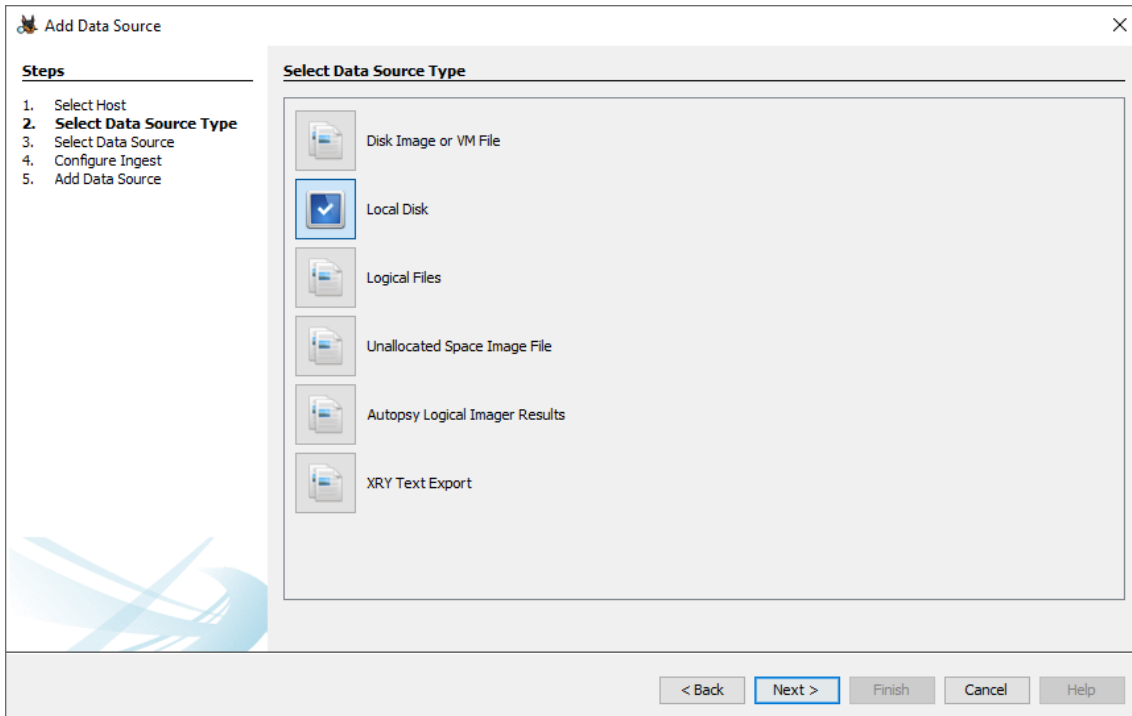 Add Data Source
Steps
1. Select Host
2. Select Data Source Type
3. Select Data Source
4. Configure Ingest
5. Add Data Source
Select Data Source Type
Disk Image or VM File
Local Disk
Logical Files
Unallocated Space Image File
Autopsy Logical Imager Results
XRY Text Export
< Back
Next >
Finish
Cancel
Help